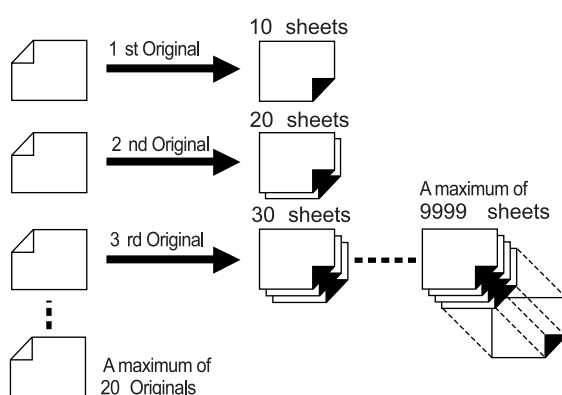 10 sheets
1 st Original
20 sheets
2 nd Original
30 sheets
3 rd Original
A maximum of
9999 sheets
A maximum of
20 Originals